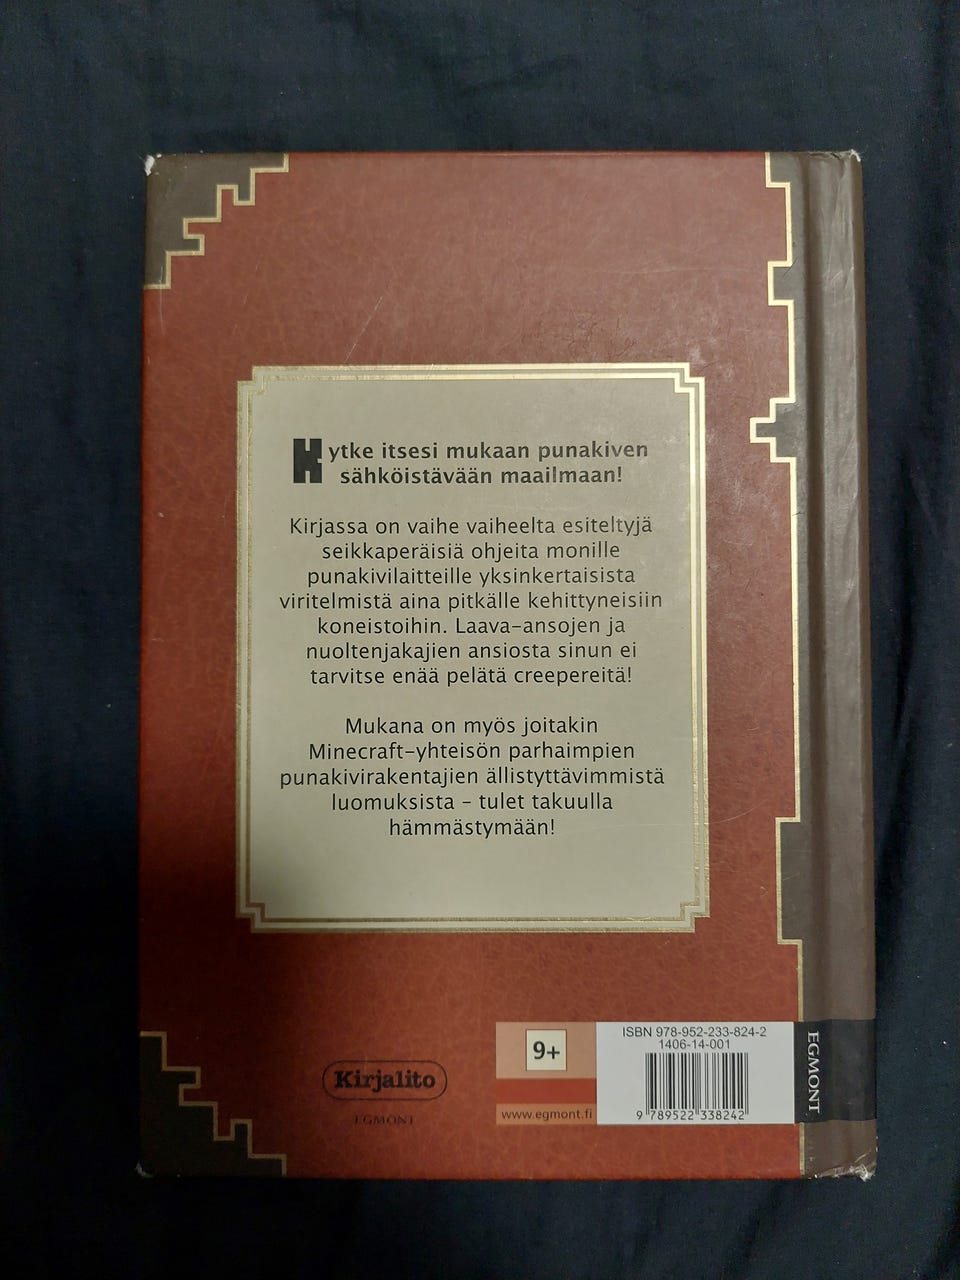 Kytke itsesi mukaan punakiven
sähköistävään maailmaan!
Kirjassa on vaihe vaiheelta esiteltyjä
seikkaperäisiä ohjeita monille
punakivilaitteille yksinkertaisista
viritelmistä aina pitkälle kehittyneisiin
koneistoihin. Laava-ansojen ja
nuoltenjakajien ansiosta sinun ei
tarvitse enää pelätä creepereitä!
Mukana on myös joitakin
Minecraft-yhteisön parhaimpien
punakivirakentajien ällistyttävimmistä
luomuksista – tulet takuulla
hämmästymään!
Kirjalito
EGMONT
9+
www.egmont.fi
ISBN 978-952-233-824-2
1406-14-001
9 789522 338242
EGMONT